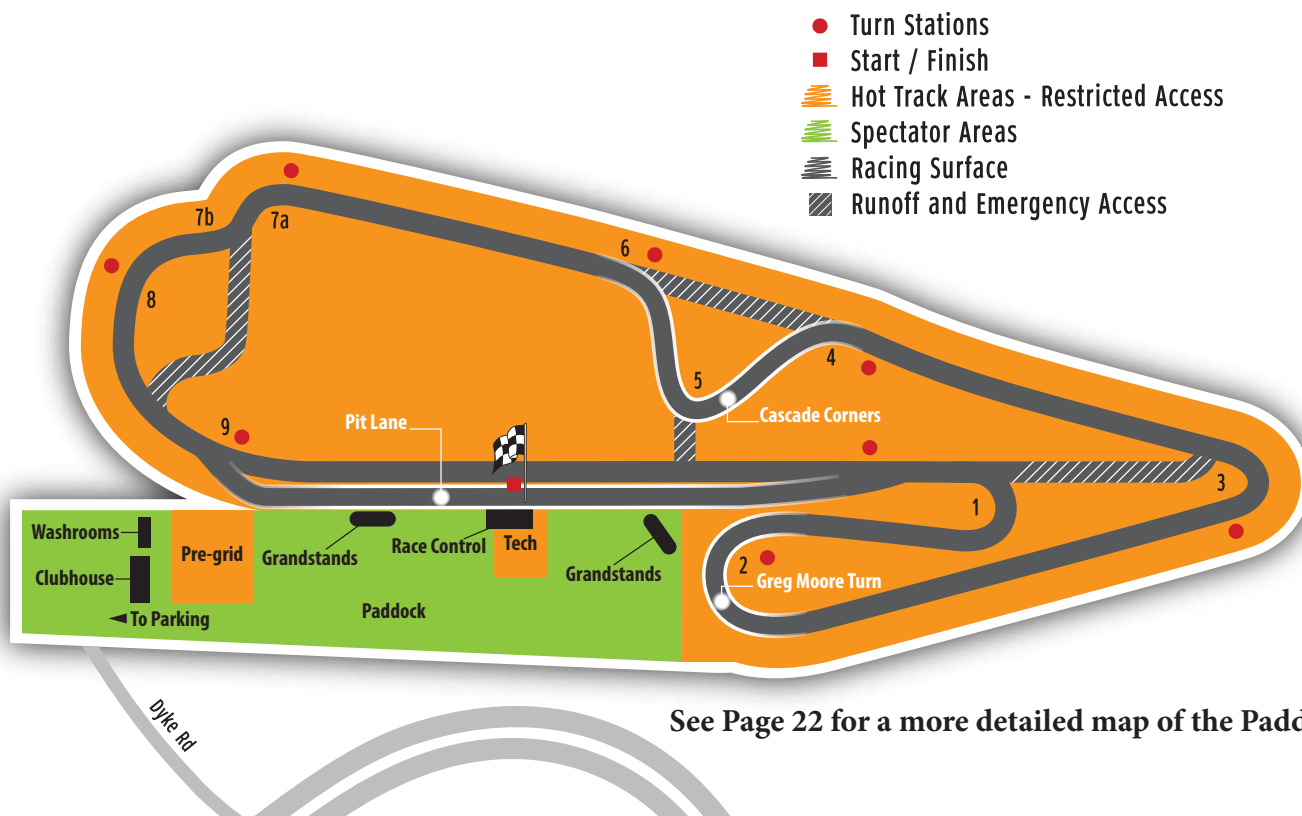 Turn Stations
Start / Finish
Hot Track Areas - Restricted Access
Spectator Areas
Racing Surface
Runoff and Emergency Access
7b
7a
6
8
4
5
Cascade Corners
Pit Lane
9
3
1
Washrooms
Pre-grid
Grandstands
Race Control
Tech
Grandstands
2
Greg Moore Turn
Clubhouse
To Parking
Paddock
Dyke Rd
See Page 22 for a more detailed map of the Padd